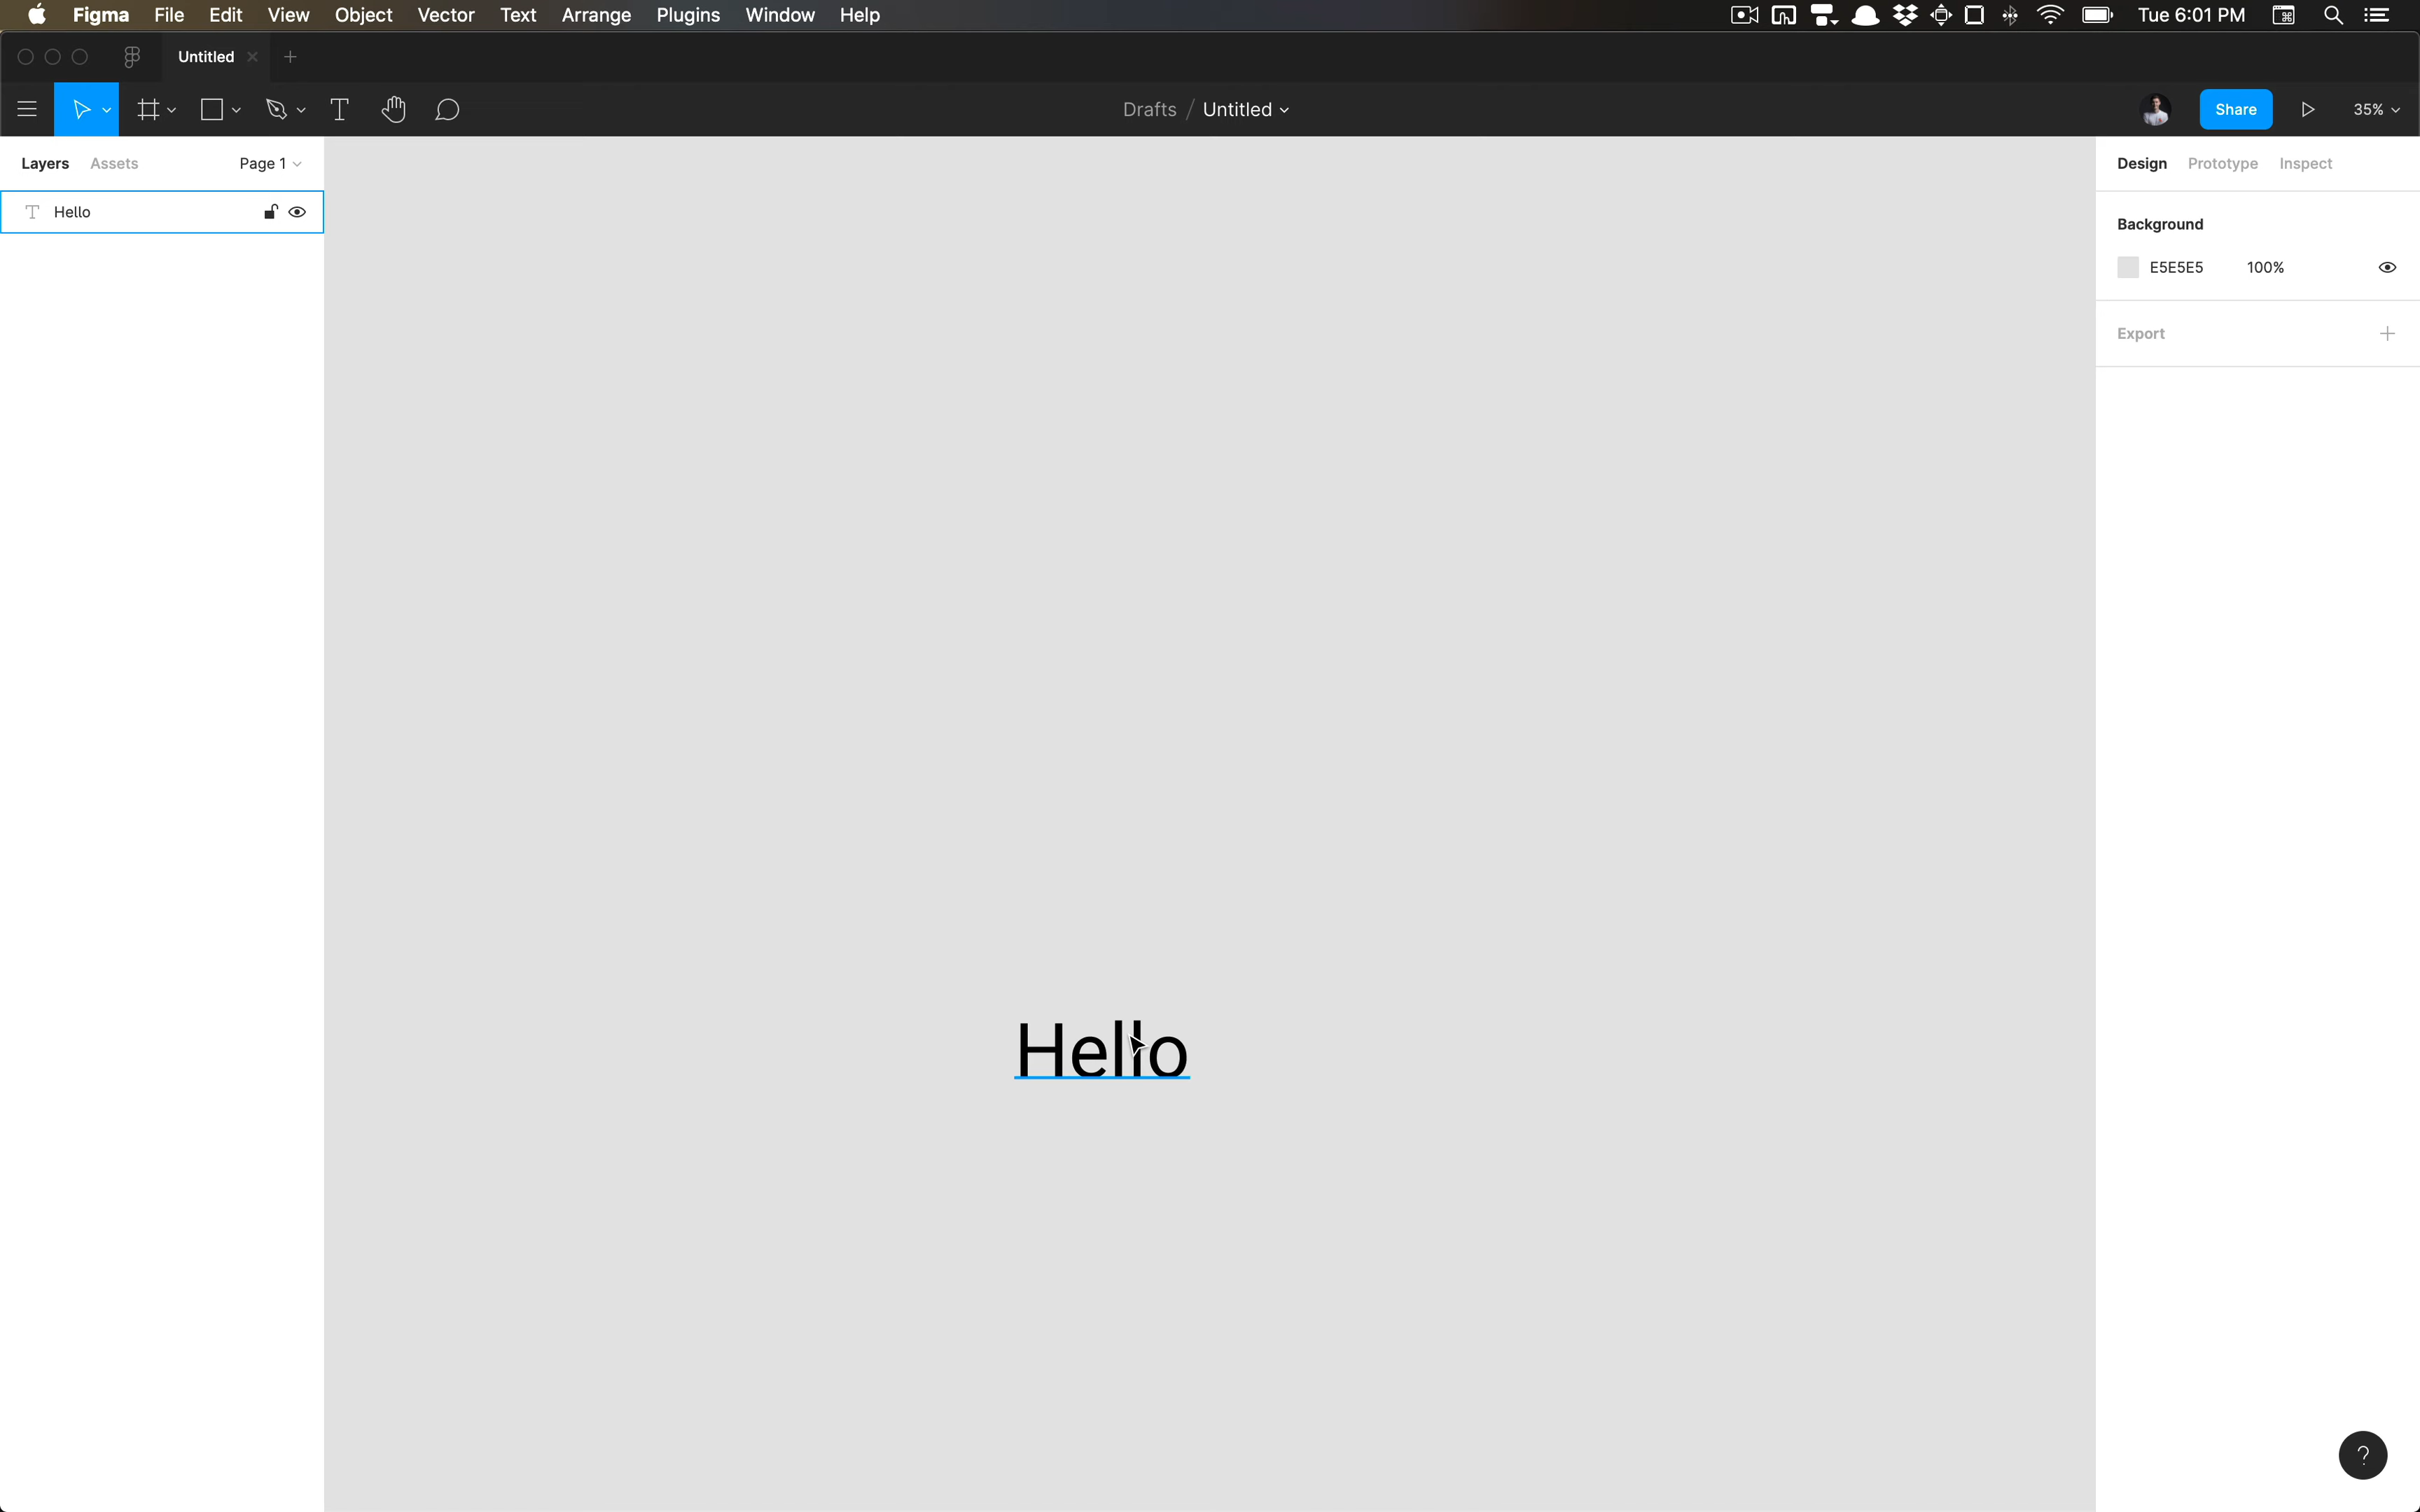 Figma File Edit View Object Vector Text Arrange Plugins Window Help Tue 6:01 PM
Untitled
Drafts / Untitled Share 35%
Layers Assets Page 1 Design Prototype Inspect
Hello
Background
E5E5E5 100%
Export
Hello
?